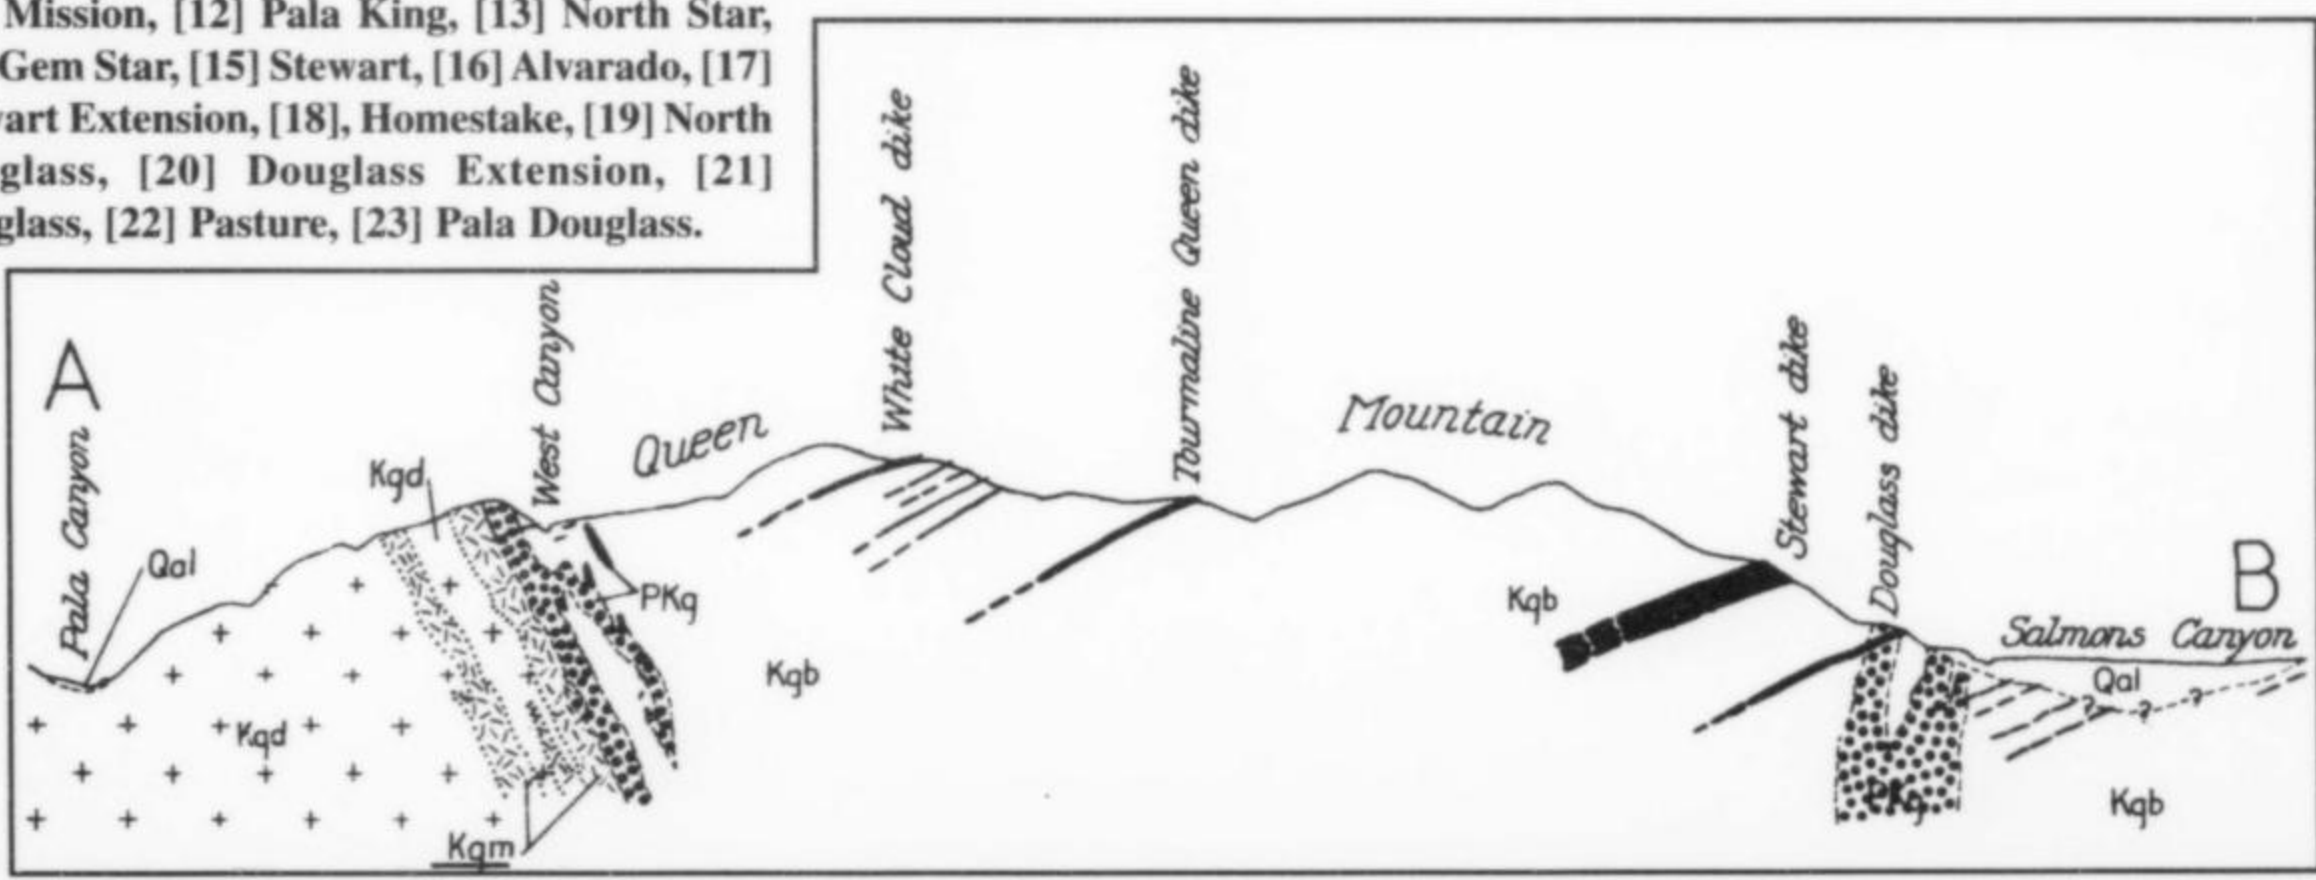 Mission, [12] Pala King, [13] North Star,
Gem Star, [15] Stewart, [16] Alvarado, [17]
art Extension, [18], Homestake, [19] North
glass, [20] Douglass Extension, [21]
glass, [22] Pasture, [23] Pala Douglass.
A
Pala Canyon
Qal
Kgd
West Canyon
Queen
White Cloud dike
Tourmaline Queen dike
Mountain
Stewart dike
Douglass dike
B
Salmons Canyon
Qal
? ? ?
PKg
Kgb
Kgb
Kgd
Kgm
Kgb